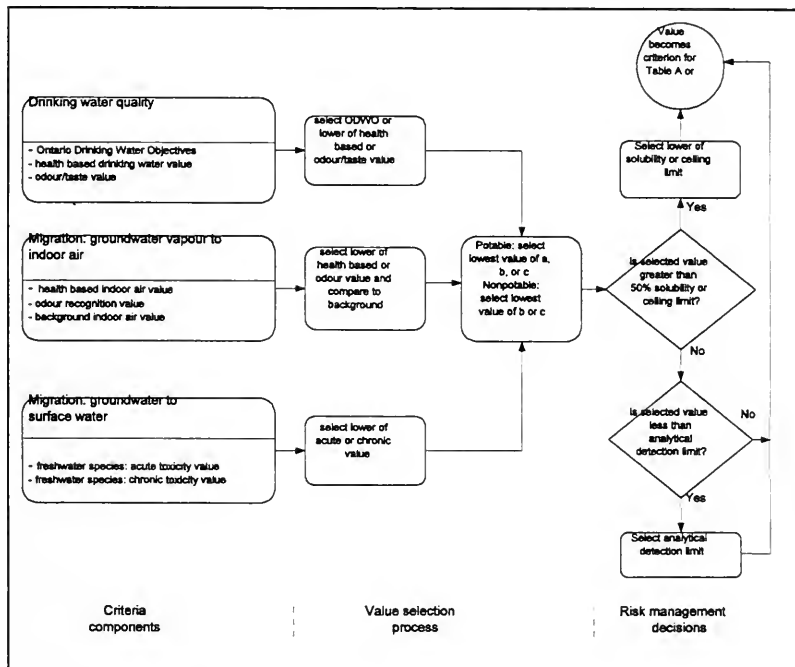 Drinking water quality
- Ontario Drinking Water Objectives
- health based drinking water value
- odour/taste value
select ODWO or
lower of health
based or
odour/taste value
Migration: groundwater vapour to
indoor air
- health based indoor air value
- odour recognition value
- background indoor air value
select lower of
health based or
odour value and
compare to
background
Migration: groundwater to
surface water
- freshwater species: acute toxicity value
- freshwater species: chronic toxicity value
select lower of
acute or chronic
value
Potable: select
lowest value of a,
b, or c
Nonpotable:
select lowest
value of b or c
Value
becomes
criterion for
Table A or
Select lower of
solubility or ceiling
limit
Yes
Is selected value
greater than
50% solubility or
ceiling limit?
No
Is selected value
less than
analytical
detection limit?
No
Yes
Select analytical
detection limit
Criteria
components
Value selection
process
Risk management
decisions